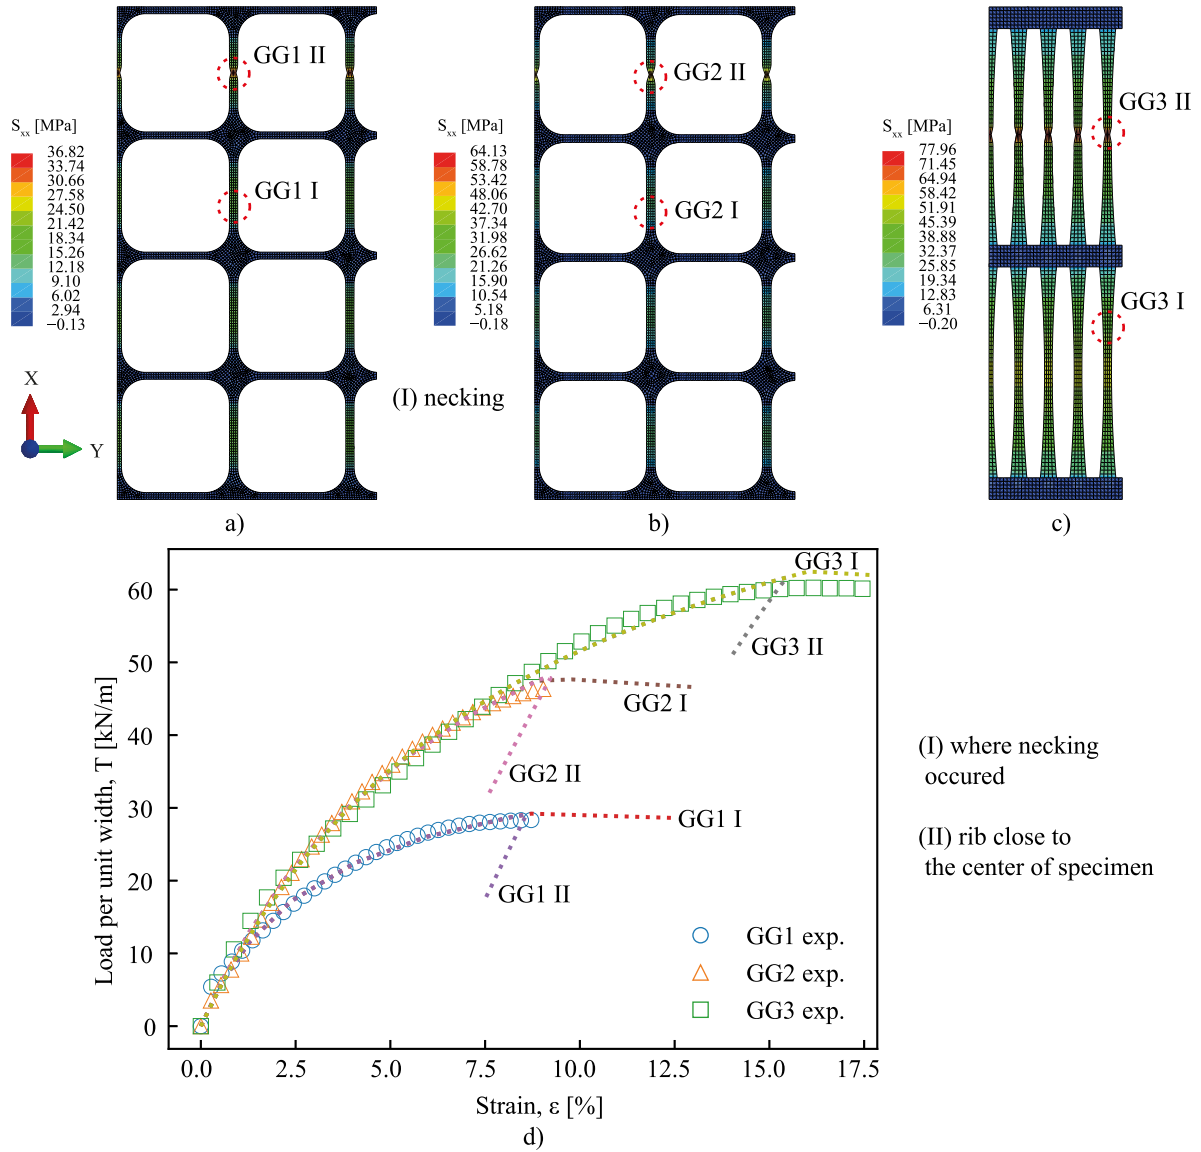 GG1 II
S_xx [MPa]
36.82
33.74
30.66
27.58
24.50
21.42
18.34
15.26
12.18
9.10
6.02
2.94
−0.13
GG1 I
X
Y
a)
GG2 II
S_xx [MPa]
64.13
58.78
53.42
48.06
42.70
37.34
31.98
26.62
21.26
15.90
10.54
5.18
−0.18
GG2 I
(I) necking
b)
GG3 II
S_xx [MPa]
77.96
71.45
64.94
58.42
51.91
45.39
38.88
32.37
25.85
19.34
12.83
6.31
−0.20
GG3 I
c)
Load per unit width, T [kN/m]
60
50
40
30
20
10
0
GG3 I
GG3 II
GG2 I
GG2 II
GG1 I
GG1 II
GG1 exp.
GG2 exp.
GG3 exp.
0.0
2.5
5.0
7.5
10.0
12.5
15.0
17.5
Strain, ε [%]
d)
(I) where necking
occured
(II) rib close to
the center of specimen